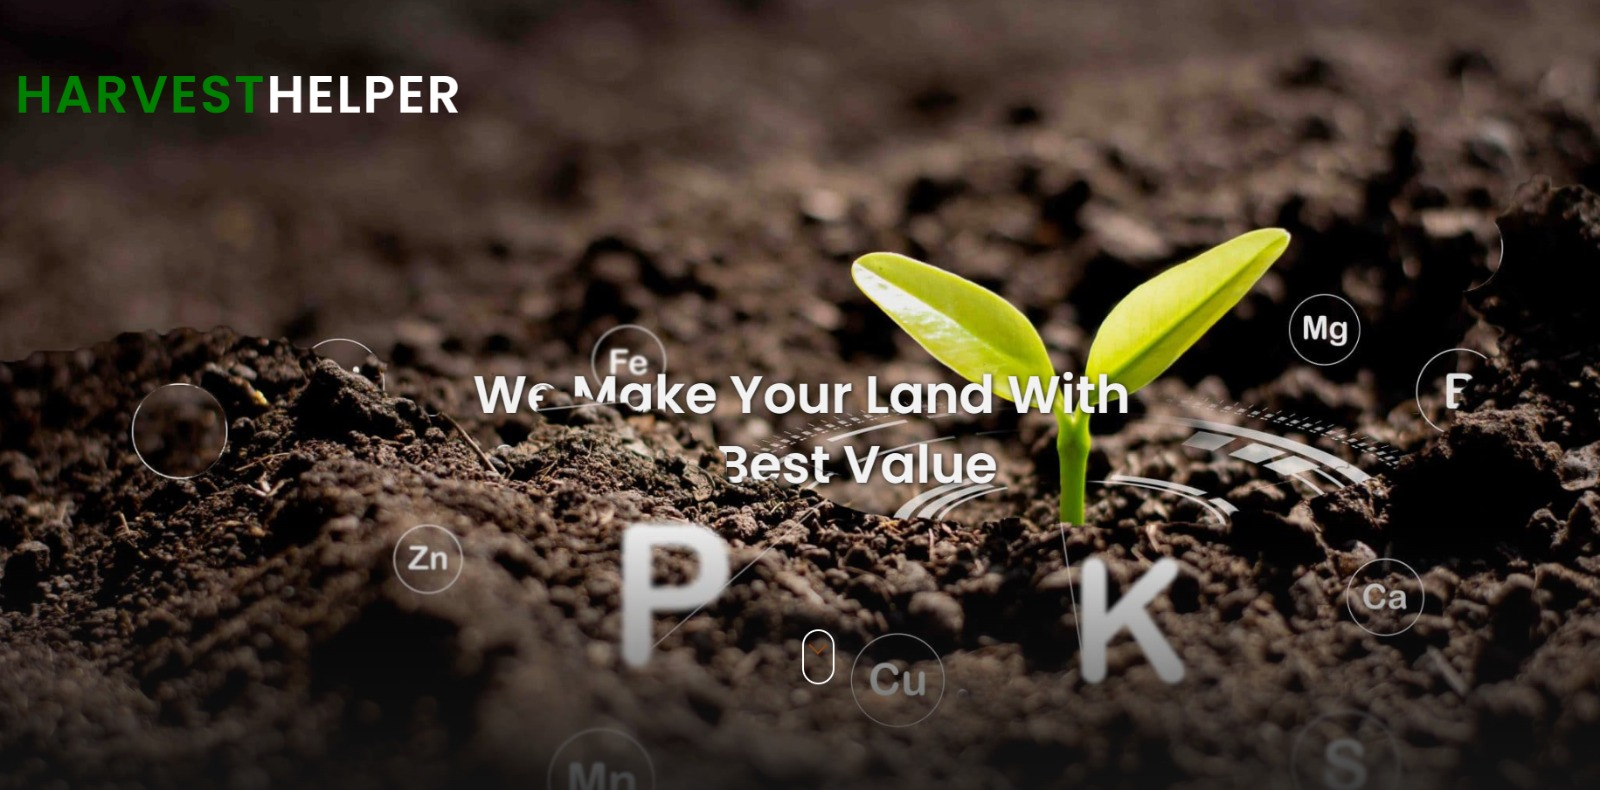 HARVESTHELPER
Mg
Fe
We Make Your Land With
Best Value
Zn
P
K
Ca
Cu
Mn
S